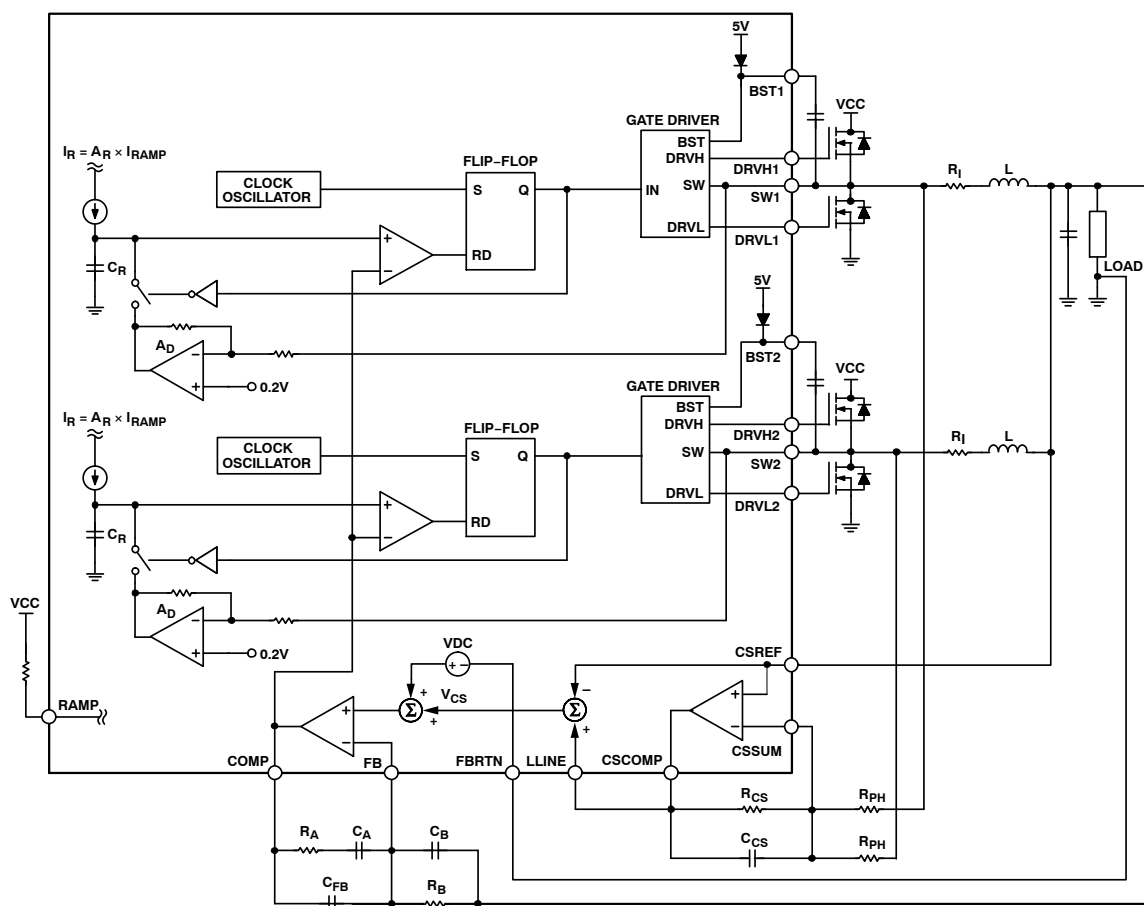 5V
BST1
VCC
GATE DRIVER
BST
DRVH
SW
IN
DRVL
DRVH1
SW1
DRVL1
I_R = A_R × I_RAMP
CLOCK
OSCILLATOR
FLIP−FLOP
S
Q
RD
R_I
L
LOAD
C_R
+
−
A_D
−
+
0.2V
5V
BST2
VCC
GATE DRIVER
BST
DRVH
SW
DRVL
DRVH2
SW2
DRVL2
I_R = A_R × I_RAMP
CLOCK
OSCILLATOR
FLIP−FLOP
S
Q
RD
R_I
L
C_R
+
−
A_D
−
+
0.2V
VCC
RAMP
VDC
+ −
CSREF
+
Σ
+
V_CS
−
Σ
+
+
−
CSSUM
+
−
COMP
FB
FBRTN
LLINE
CSCOMP
R_CS
R_PH
R_A
C_A
C_B
C_CS
R_PH
C_FB
R_B